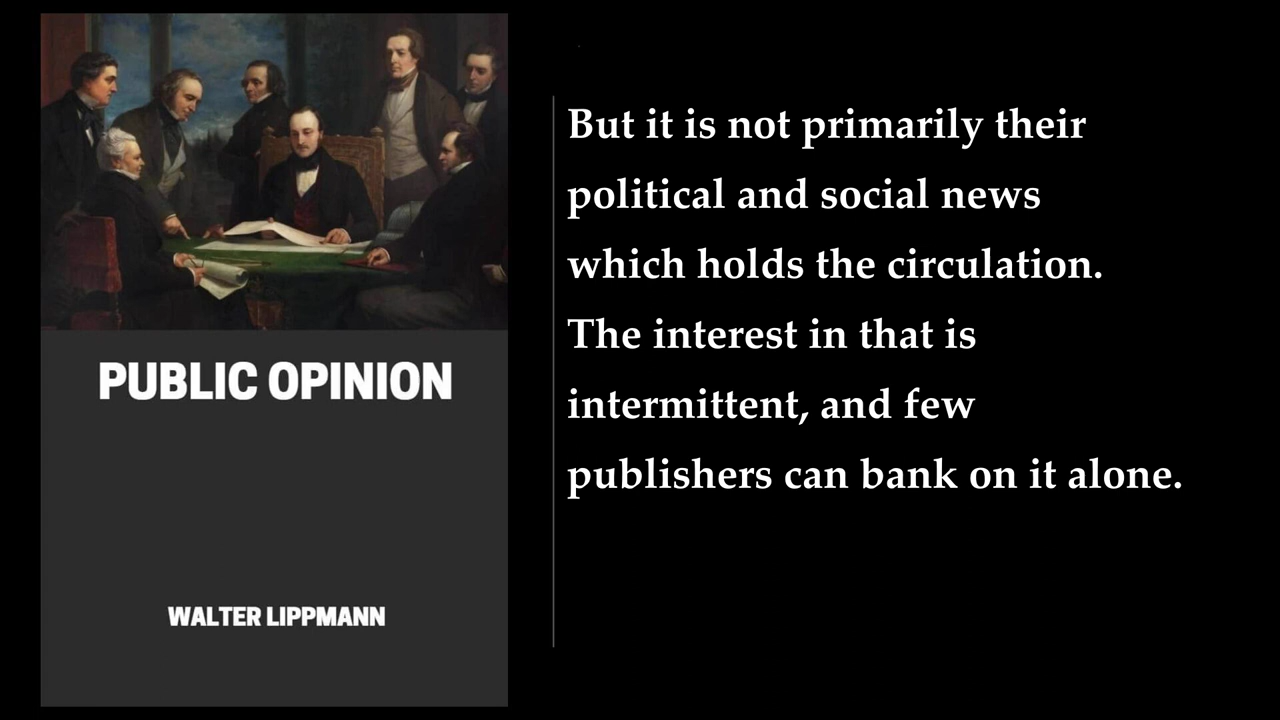 PUBLIC OPINION
WALTER LIPPMANN
But it is not primarily their
political and social news
which holds the circulation.
The interest in that is
intermittent, and few
publishers can bank on it alone.